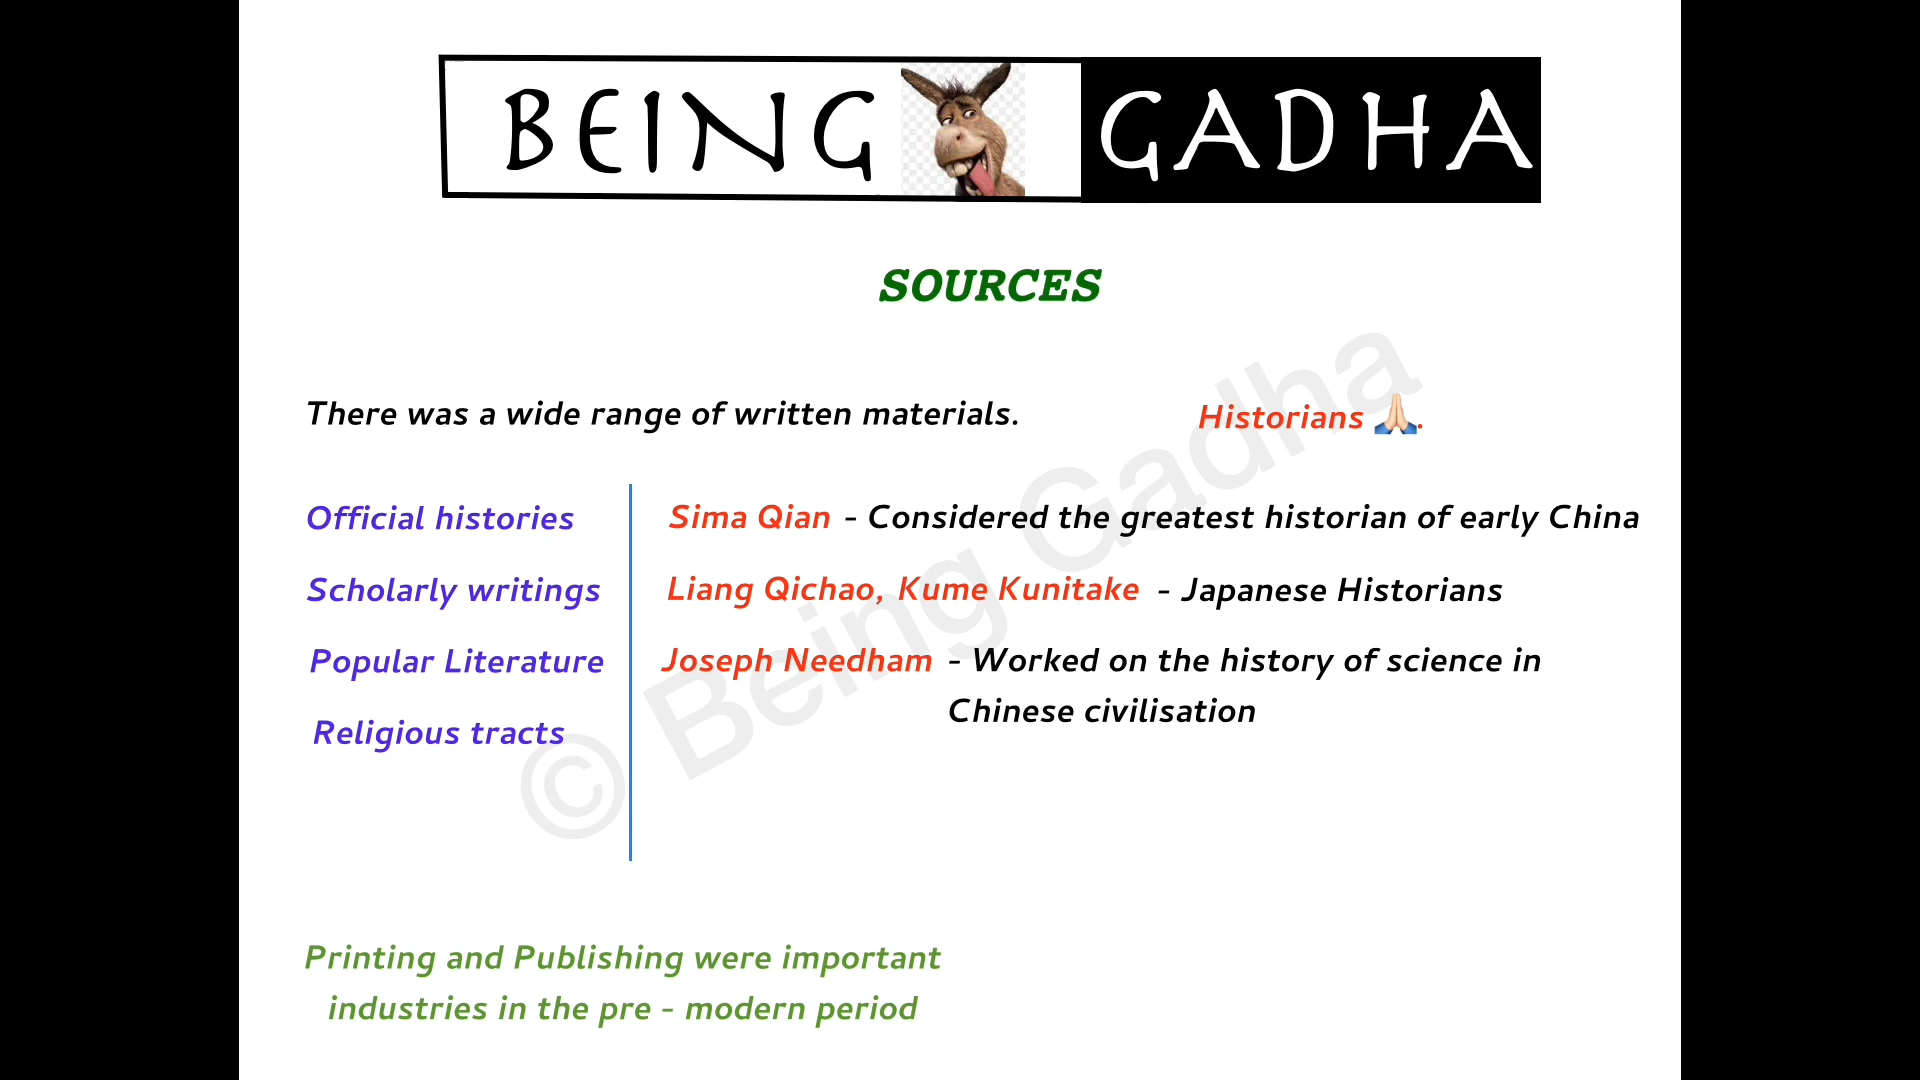 BEING GADHA
SOURCES
There was a wide range of written materials.
Historians 🙏🏻.
Official histories
Scholarly writings
Popular Literature
Religious tracts
Sima Qian - Considered the greatest historian of early China
Liang Qichao, Kume Kunitake - Japanese Historians
Joseph Needham - Worked on the history of science in
Chinese civilisation
Printing and Publishing were important
industries in the pre - modern period
© Being Gadha